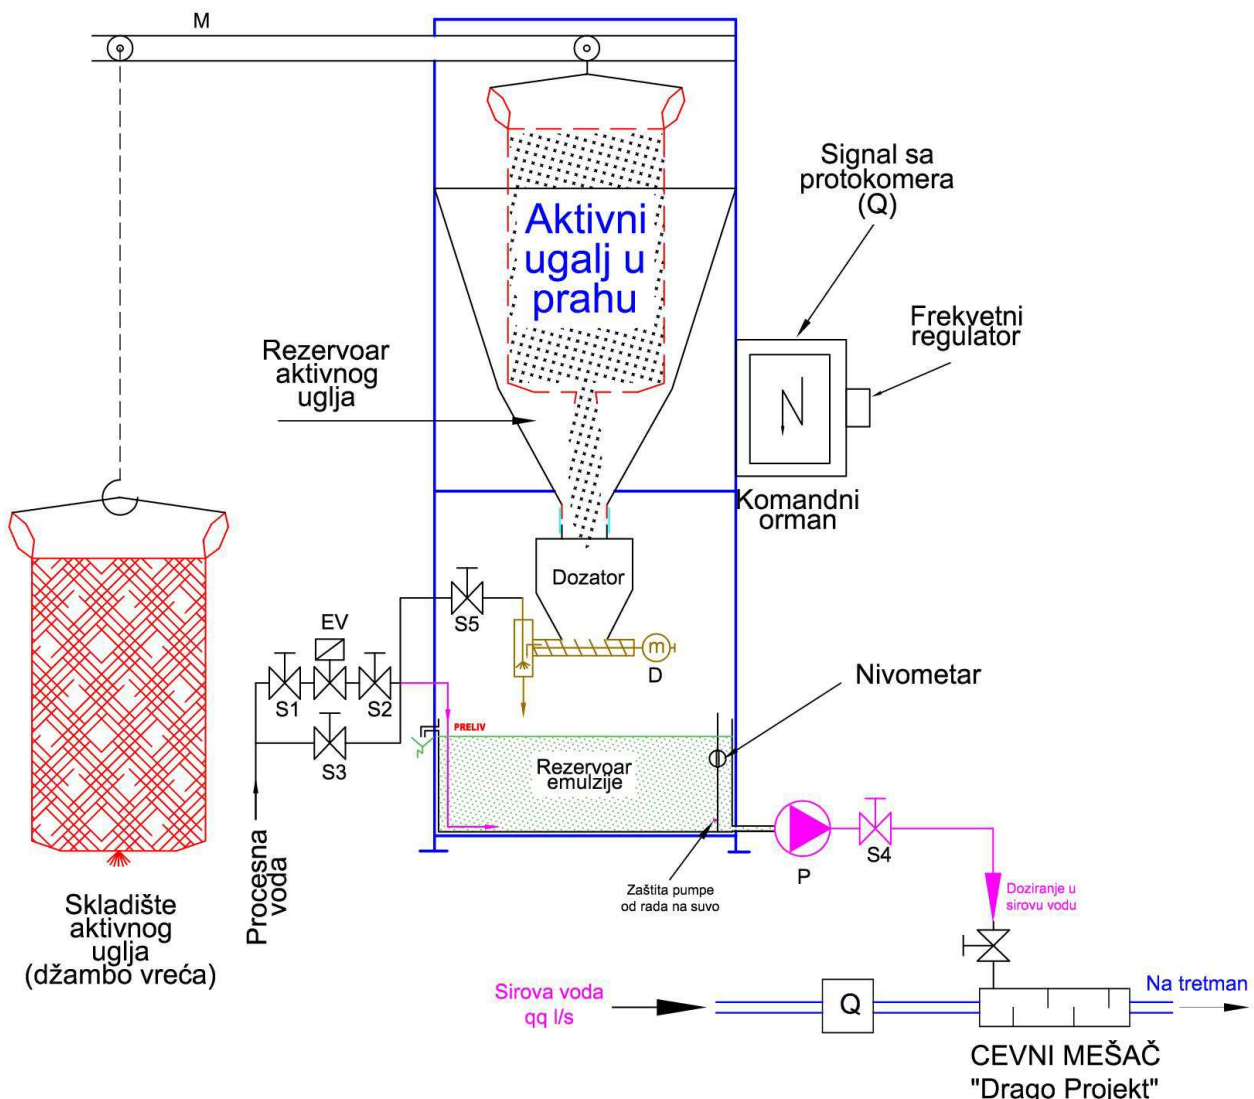 M
Signal sa
protokomera
(Q)
Aktivni
ugalj u
prahu
Frekvetni
regulator
Rezervoar
aktivnog
uglja
Komandni
orman
Dozator
S5
EV
m
D
S1
S2
S3
Nivometar
PRELIV
Rezervoar
emulzije
P
S4
Procesna
voda
Zaštita pumpe
od rada na suvo
Doziranje u
sirovu vodu
Skladište
aktivnog
uglja
(džambo vreća)
Sirova voda
qq l/s
Q
Na tretman
CEVNI MEŠAČ
"Drago Projekt"